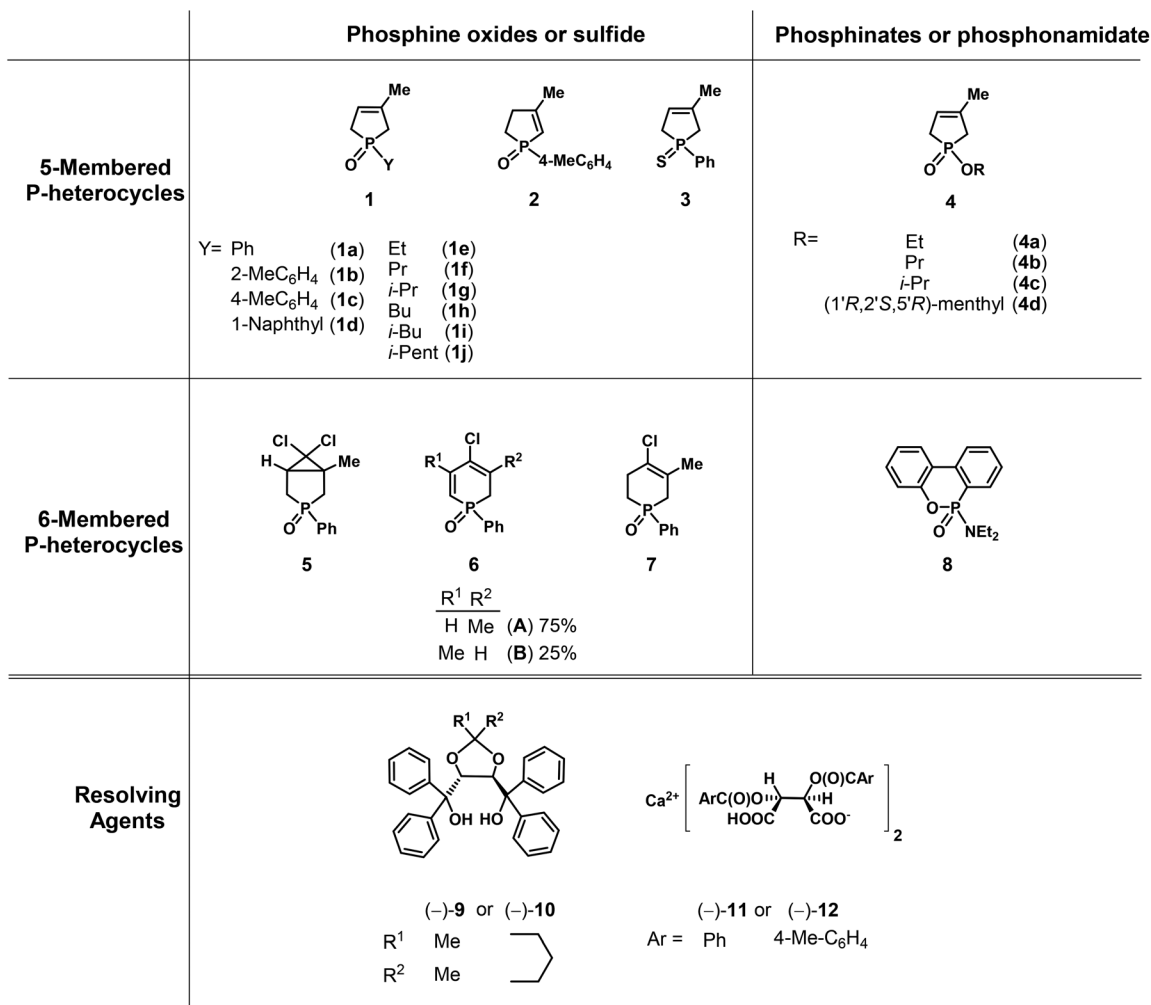 Phosphine oxides or sulfide
Phosphinates or phosphonamidate
5-Membered
P-heterocycles
Me
P
O
Y
1
Me
P
O
4-MeC6H4
2
Me
P
S
Ph
3
Me
P
O
OR
4
Y= Ph (1a) Et (1e)
2-MeC6H4 (1b) Pr (1f)
4-MeC6H4 (1c) i-Pr (1g)
1-Naphthyl (1d) Bu (1h)
i-Bu (1i)
i-Pent (1j)
R= Et (4a)
Pr (4b)
i-Pr (4c)
(1'R,2'S,5'R)-menthyl (4d)
6-Membered
P-heterocycles
Cl Cl
H Me
P
O Ph
5
Cl
R1 R2
P
O Ph
6
R1 R2
H Me (A) 75%
Me H (B) 25%
Cl
Me
P
O Ph
7
O P
O NEt2
8
Resolving
Agents
R1 R2
O O
OH HO
(–)-9 or (–)-10
R1 Me
R2 Me
Ca2+
H O(O)CAr
ArC(O)O H
HOOC COO-
2
(–)-11 or (–)-12
Ar = Ph 4-Me-C6H4